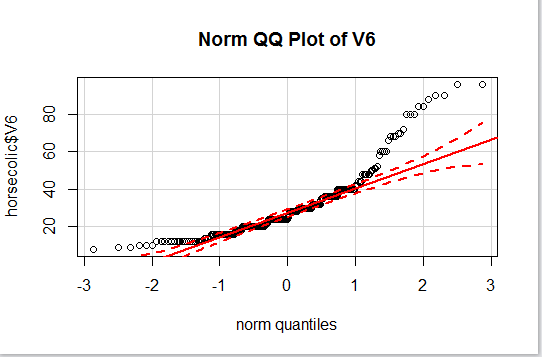 Norm QQ Plot of V6
horsecolic$V6
80
60
40
20
-3 -2 -1 0 1 2 3
norm quantiles